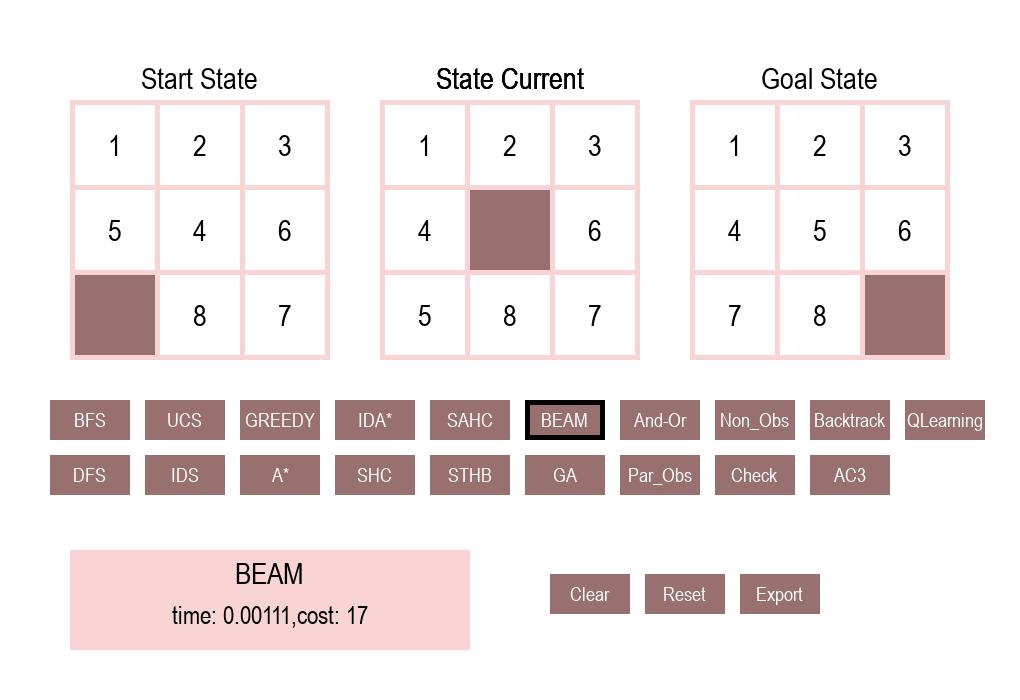 Start State State Current Goal State
1 2 3 1 2 3 1 2 3
5 4 6 4 6 4 5 6
8 7 5 8 7 7 8
BFS UCS GREEDY IDA* SAHC BEAM And-Or Non_Obs Backtrack QLearning
DFS IDS A* SHC STHB GA Par_Obs Check AC3
BEAM
time: 0.00111,cost: 17
Clear Reset Export